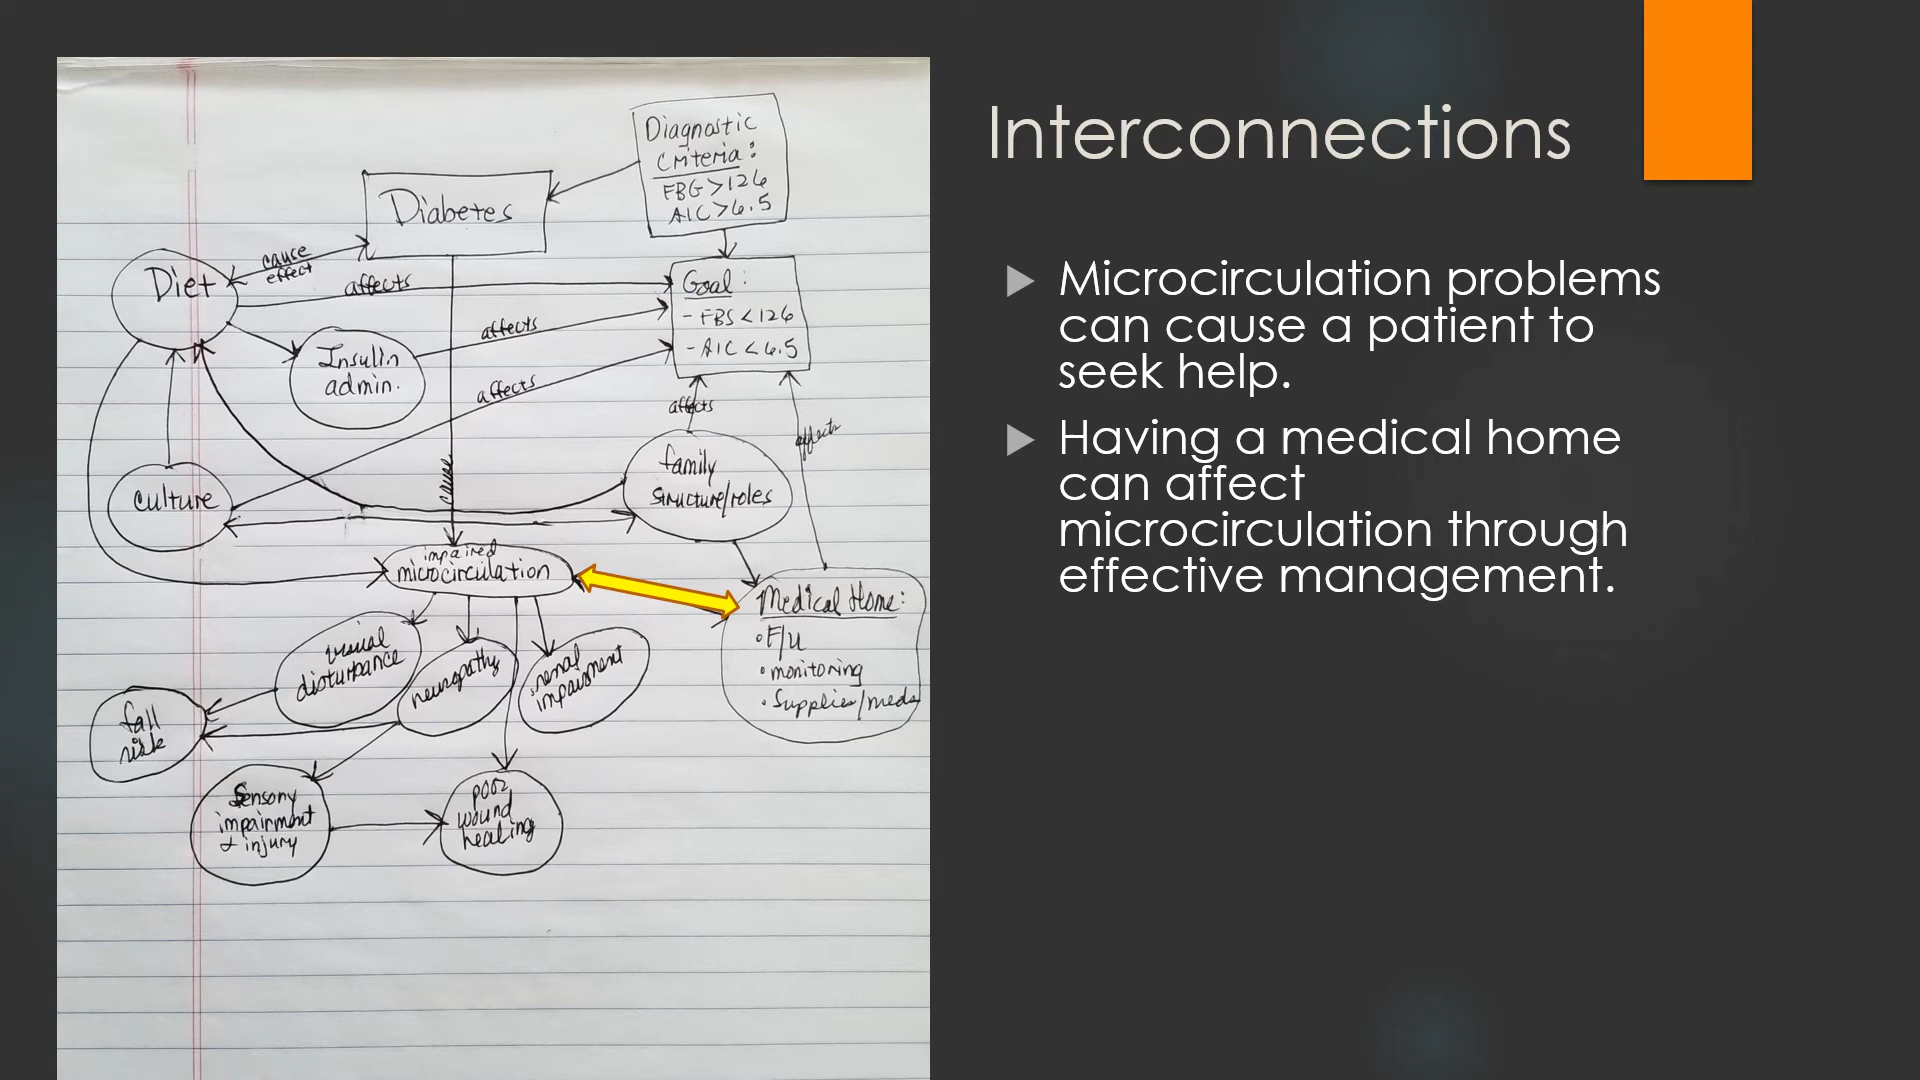 Interconnections
Microcirculation problems
can cause a patient to
seek help.
Having a medical home
can affect
microcirculation through
effective management.
Diagnostic
Criteria:
FBG>126
A1C>6.5
Diabetes
Diet
cause
effect
affects
Goal:
- FBS <126
- A1C <6.5
Insulin
admin.
affects
affects
affects
affects
family
structure/roles
culture
cause
impaired
microcirculation
Medical Home:
• F/u
• monitoring
• Supplies/meds
visual
disturbance
neuropathy
renal
impairment
fall
risk
Sensory
impairment
& injury
poor
wound
healing